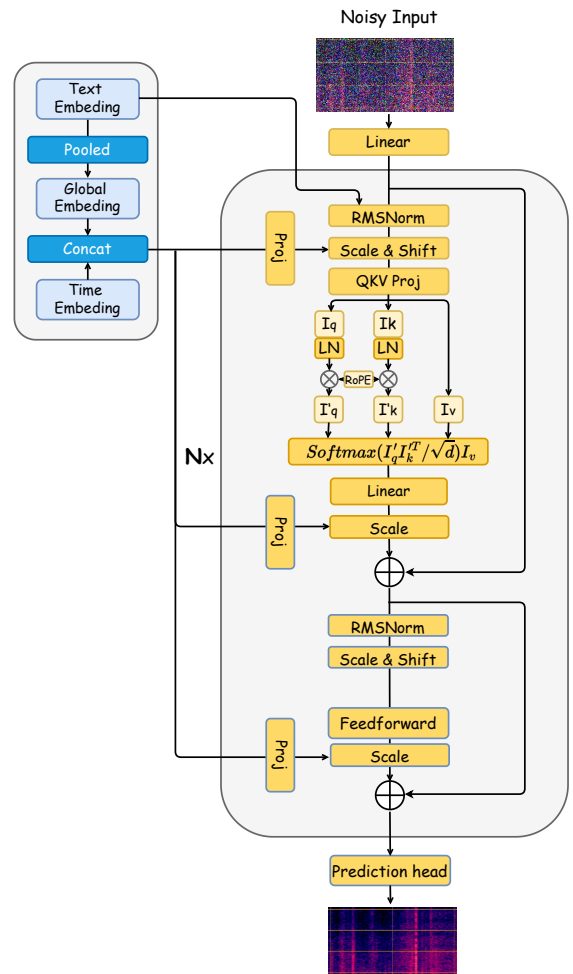 Noisy Input
Text
Embeding
Pooled
Global
Embeding
Concat
Time
Embeding
Linear
RMSNorm
Proj
Scale & Shift
QKV Proj
Iq
Ik
LN
LN
RoPE
I'q
I'k
Iv
Softmax(I'qI'kᵀ/√d)Iv
Nx
Linear
Proj
Scale
RMSNorm
Scale & Shift
Feedforward
Proj
Scale
Prediction head